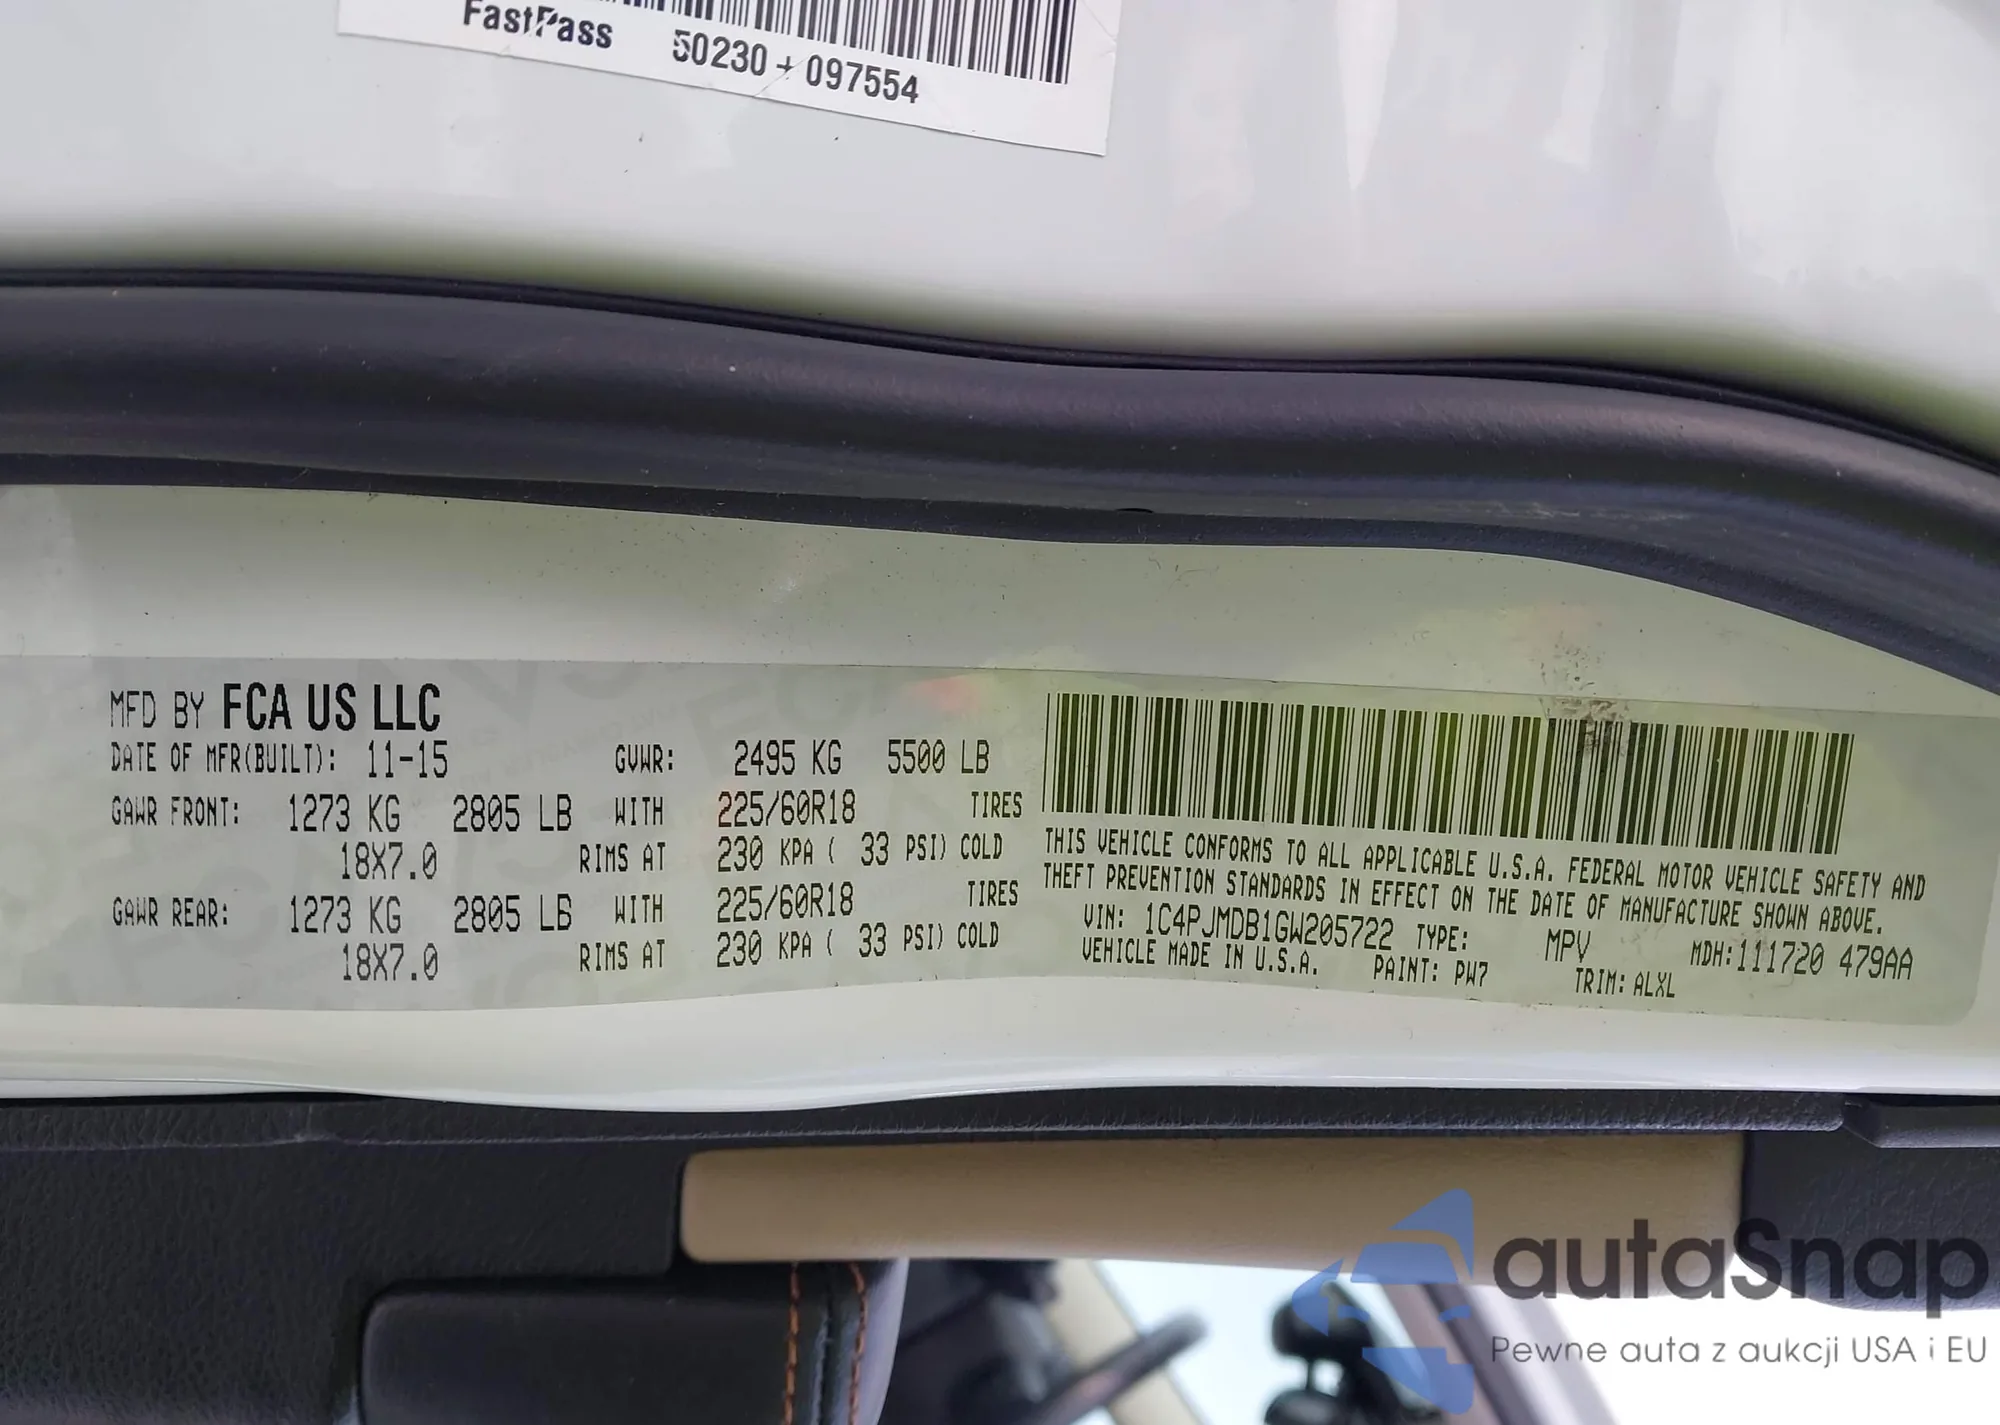 FastPass 50230 + 097554
MFD BY FCA US LLC
DATE OF MFR(BUILT): 11-15 GVWR: 2495 KG 5500 LB
GAWR FRONT: 1273 KG 2805 LB WITH 225/60R18 TIRES
18X7.0 RIMS AT 230 KPA ( 33 PSI) COLD
GAWR REAR: 1273 KG 2805 LB WITH 225/60R18 TIRES
18X7.0 RIMS AT 230 KPA ( 33 PSI) COLD
THIS VEHICLE CONFORMS TO ALL APPLICABLE U.S.A. FEDERAL MOTOR VEHICLE SAFETY AND
THEFT PREVENTION STANDARDS IN EFFECT ON THE DATE OF MANUFACTURE SHOWN ABOVE.
VIN: 1C4PJMDB1GW205722 TYPE: MPV MDH: 111720 479AA
VEHICLE MADE IN U.S.A. PAINT: PW7 TRIM: ALXL
autaSnap
Pewne auta z aukcji USA i EU